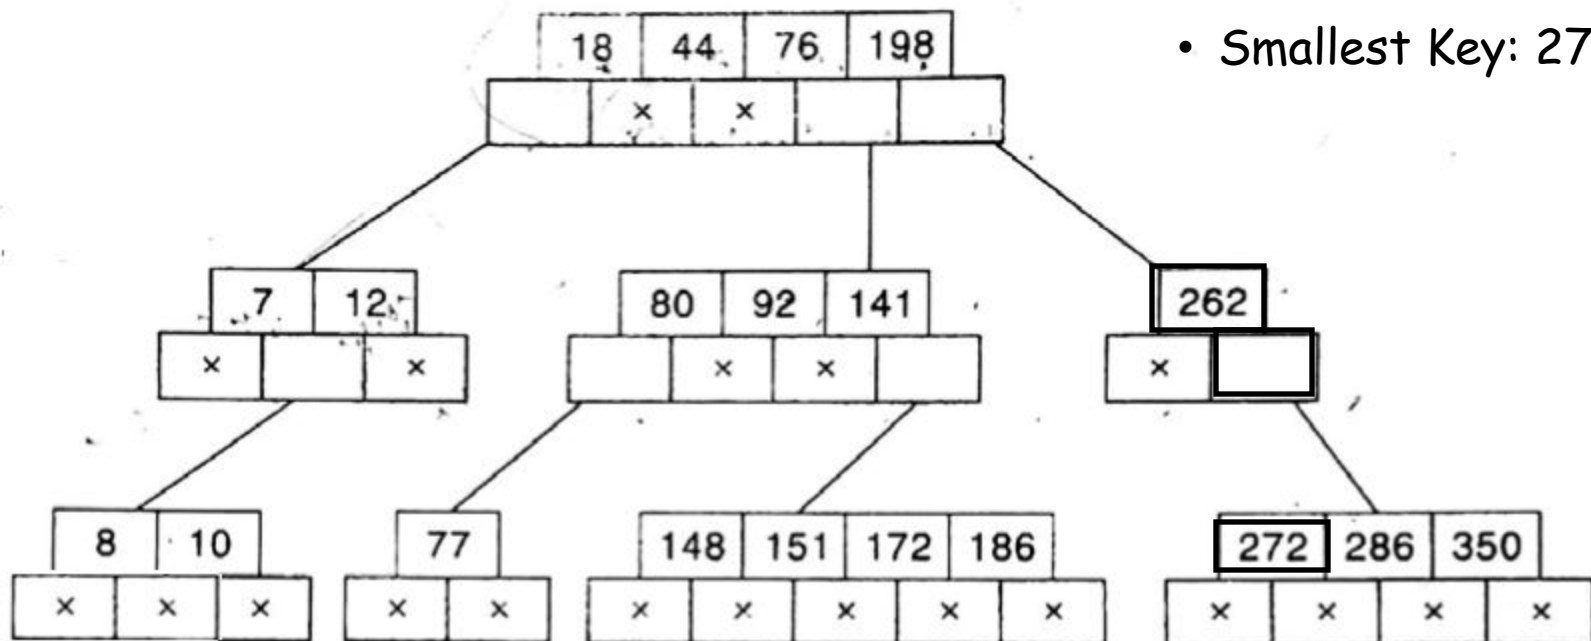 18 44 76 198
• Smallest Key: 27
× ×
7 12
80 92 141
262
× ×
× ×
×
8 10
77
148 151 172 186
272 286 350
× × ×
× ×
× × × × ×
× × × ×